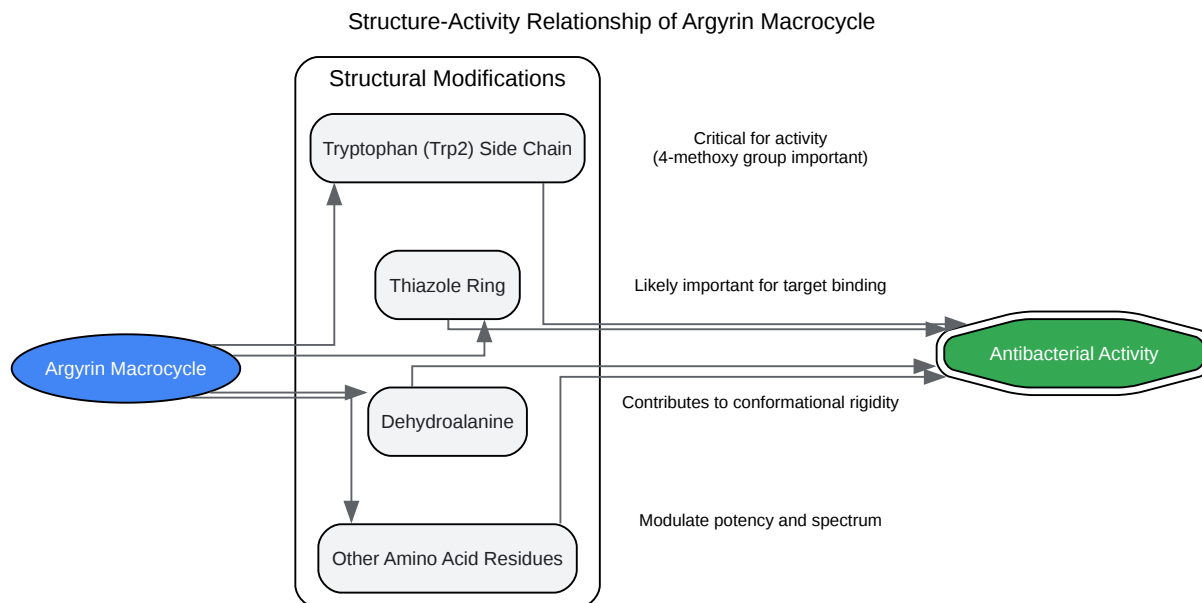 Structure-Activity Relationship of Argyrin Macrocycle
Structural Modifications
Tryptophan (Trp2) Side Chain
Critical for activity
(4-methoxy group important)
Thiazole Ring
Likely important for target binding
Argyrin Macrocycle
Antibacterial Activity
Dehydroalanine
Contributes to conformational rigidity
Other Amino Acid Residues
Modulate potency and spectrum